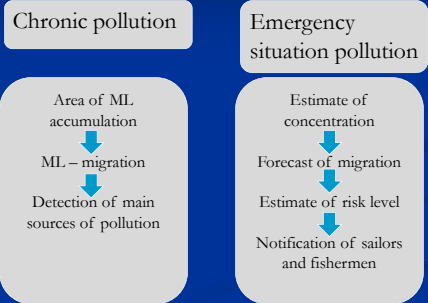 Chronic pollution
Area of ML
accumulation
ML – migration
Detection of main
sources of pollution
Emergency
situation pollution
Estimate of
concentration
Forecast of migration
Estimate of risk level
Notification of sailors
and fishermen